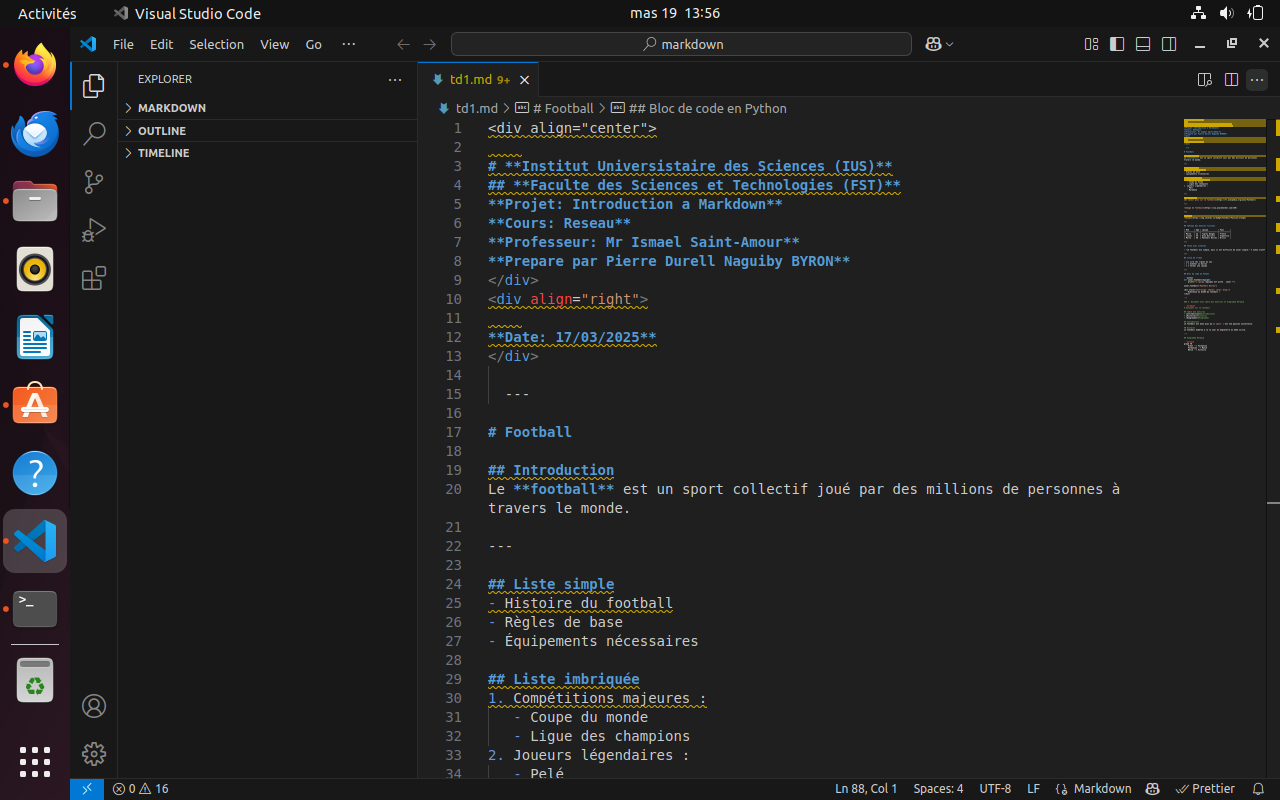 Activités
Visual Studio Code
mas 19 13:56
File Edit Selection View Go ···
markdown
EXPLORER
MARKDOWN
OUTLINE
TIMELINE
td1.md 9+
td1.md > # Football > ## Bloc de code en Python
1 <div align="center">
2
3 # **Institut Universistaire des Sciences (IUS)**
4 ## **Faculte des Sciences et Technologies (FST)**
5 **Projet: Introduction a Markdown**
6 **Cours: Reseau**
7 **Professeur: Mr Ismael Saint-Amour**
8 **Prepare par Pierre Durell Naguiby BYRON**
9 </div>
10 <div align="right">
11
12 **Date: 17/03/2025**
13 </div>
14
15 ---
16
17 # Football
18
19 ## Introduction
20 Le **football** est un sport collectif joué par des millions de personnes à
travers le monde.
21
22 ---
23
24 ## Liste simple
25 - Histoire du football
26 - Règles de base
27 - Équipements nécessaires
28
29 ## Liste imbriquée
30 1. Compétitions majeures :
31 - Coupe du monde
32 - Ligue des champions
33 2. Joueurs légendaires :
34 - Pelé
0 16
Ln 88, Col 1 Spaces: 4 UTF-8 LF Markdown Prettier